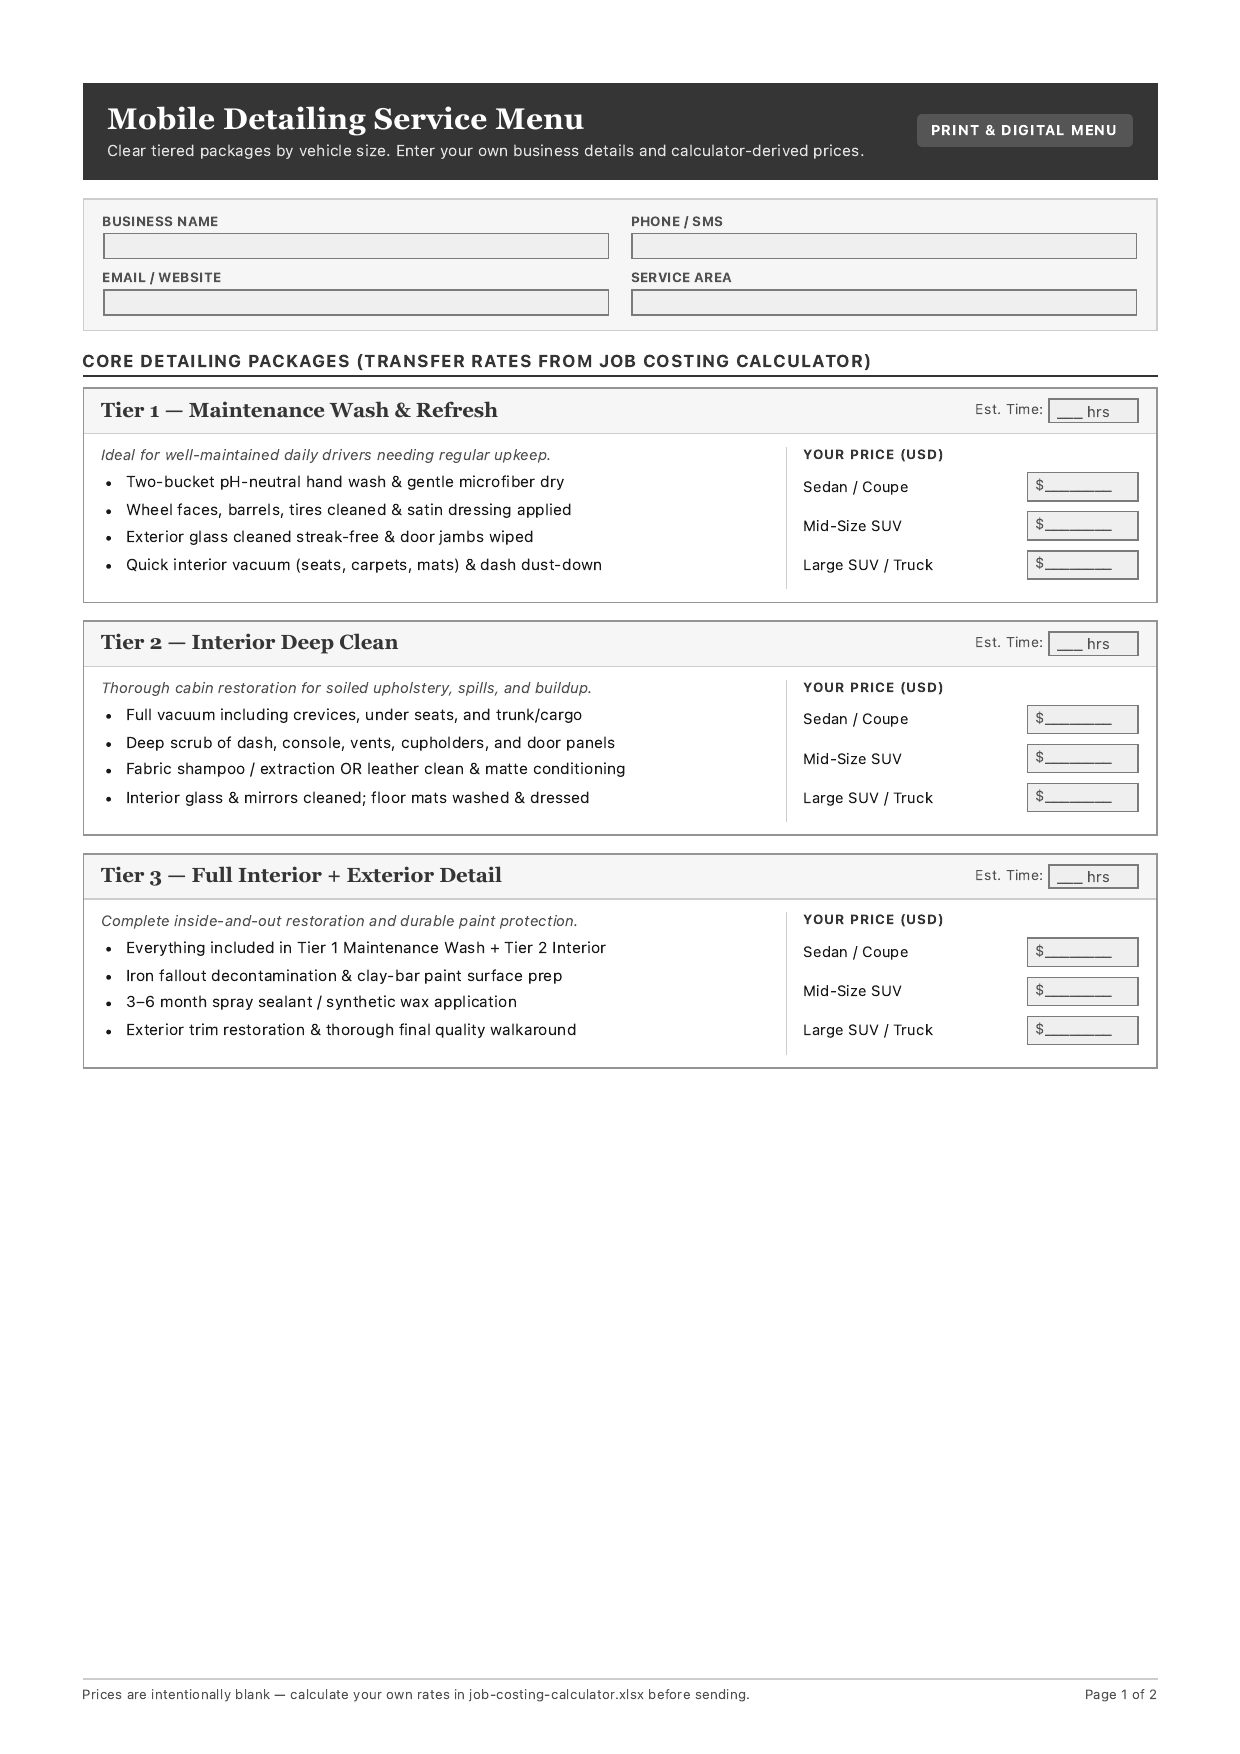 Mobile Detailing Service Menu
Clear tiered packages by vehicle size. Enter your own business details and calculator-derived prices.
PRINT & DIGITAL MENU
BUSINESS NAME
PHONE / SMS
EMAIL / WEBSITE
SERVICE AREA
CORE DETAILING PACKAGES (TRANSFER RATES FROM JOB COSTING CALCULATOR)
Tier 1 — Maintenance Wash & Refresh
Est. Time: ___ hrs
Ideal for well-maintained daily drivers needing regular upkeep.
• Two-bucket pH-neutral hand wash & gentle microfiber dry
• Wheel faces, barrels, tires cleaned & satin dressing applied
• Exterior glass cleaned streak-free & door jambs wiped
• Quick interior vacuum (seats, carpets, mats) & dash dust-down
YOUR PRICE (USD)
Sedan / Coupe $________
Mid-Size SUV $________
Large SUV / Truck $________
Tier 2 — Interior Deep Clean
Est. Time: ___ hrs
Thorough cabin restoration for soiled upholstery, spills, and buildup.
• Full vacuum including crevices, under seats, and trunk/cargo
• Deep scrub of dash, console, vents, cupholders, and door panels
• Fabric shampoo / extraction OR leather clean & matte conditioning
• Interior glass & mirrors cleaned; floor mats washed & dressed
YOUR PRICE (USD)
Sedan / Coupe $________
Mid-Size SUV $________
Large SUV / Truck $________
Tier 3 — Full Interior + Exterior Detail
Est. Time: ___ hrs
Complete inside-and-out restoration and durable paint protection.
• Everything included in Tier 1 Maintenance Wash + Tier 2 Interior
• Iron fallout decontamination & clay-bar paint surface prep
• 3–6 month spray sealant / synthetic wax application
• Exterior trim restoration & thorough final quality walkaround
YOUR PRICE (USD)
Sedan / Coupe $________
Mid-Size SUV $________
Large SUV / Truck $________
Prices are intentionally blank — calculate your own rates in job-costing-calculator.xlsx before sending.
Page 1 of 2